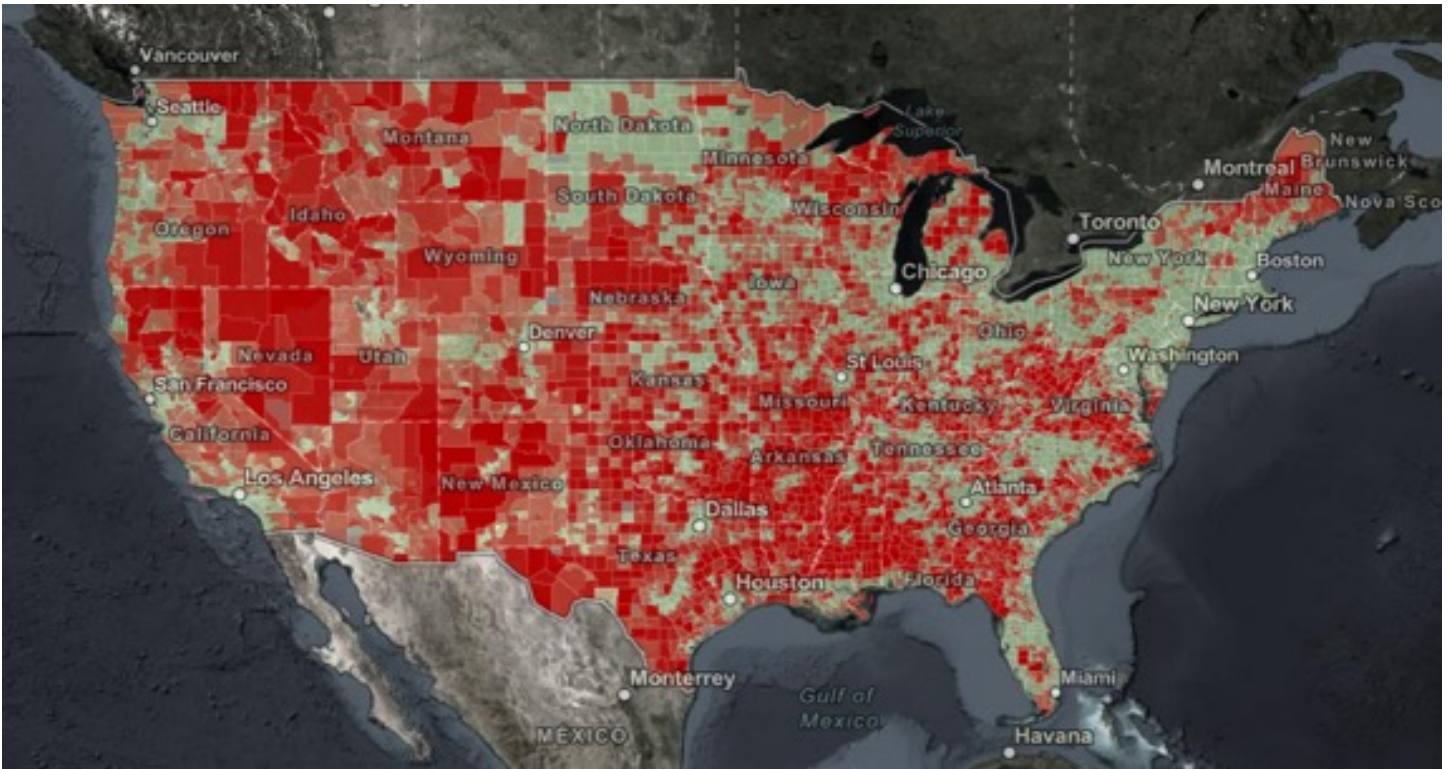 Vancouver
Seattle
Montana
North Dakota
Minnesota
Lake
Superior
Montreal
New
Brunswick
Maine
Nova Sco
Oregon
Idaho
South Dakota
Wisconsin
Toronto
Wyoming
New York
Boston
Chicago
Nebraska
Iowa
New York
Denver
Ohio
Nevada
Utah
St Louis
Washington
San Francisco
Kansas
Missouri
Kentucky
Virginia
California
Oklahoma
Arkansas
Tennessee
Los Angeles
New Mexico
Atlanta
Dallas
Georgia
Texas
Houston
Florida
Monterrey
Miami
Gulf of
Mexico
MÉXICO
Havana